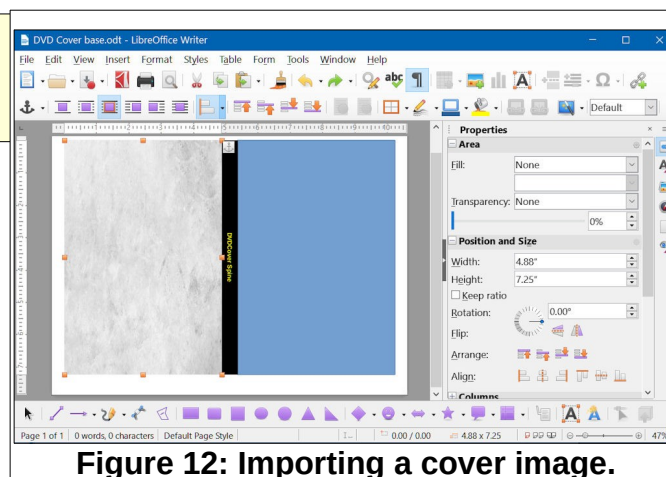 DVD Cover base.odt - LibreOffice Writer
File Edit View Insert Format Styles Table Form Tools Window Help
Default
Properties
Area
Fill: None
Transparency: None
0%
Position and Size
Width: 4.88"
Height: 7.25"
Keep ratio
Rotation: 0.00°
Flip:
Arrange:
Align:
Columns
DVDCover Spine
Page 1 of 1 0 words, 0 characters Default Page Style 0.00 / 0.00 4.88 x 7.25 47%
Figure 12: Importing a cover image.